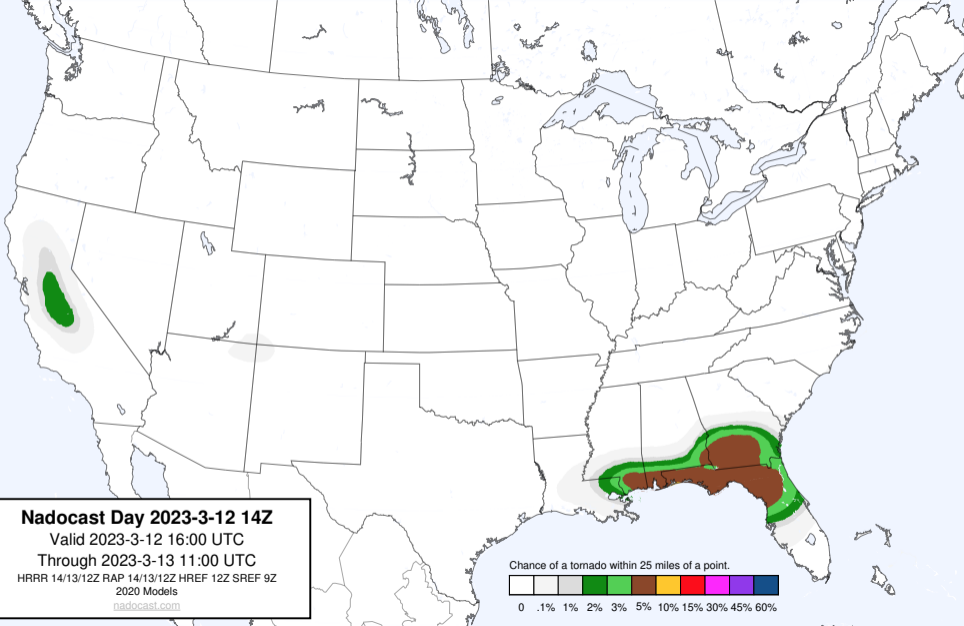 Nadocast Day 2023-3-12 14Z
Valid 2023-3-12 16:00 UTC
Through 2023-3-13 11:00 UTC
HRRR 14/13/12Z RAP 14/13/12Z HREF 12Z SREF 9Z
2020 Models
nadocast.com
Chance of a tornado within 25 miles of a point.
0 .1% 1% 2% 3% 5% 10% 15% 30% 45% 60%